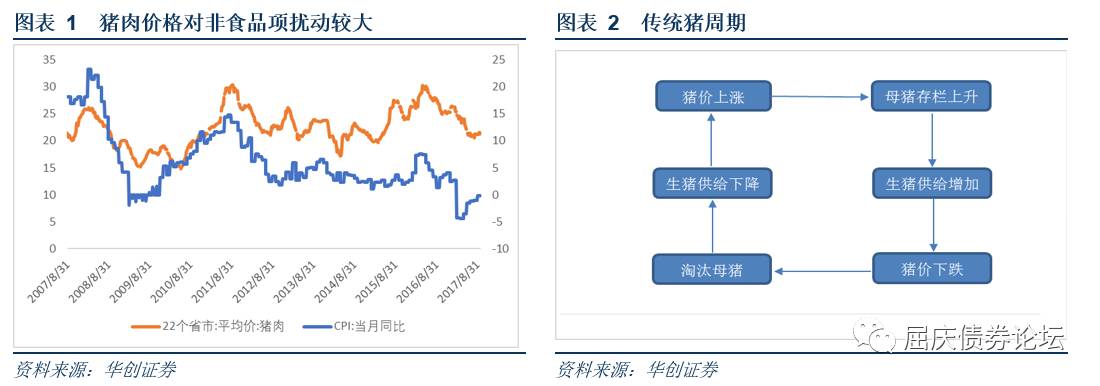 图表 1 猪肉价格对非食品项扰动较大
35
30
25
20
15
10
5
0
25
20
15
10
5
0
-5
-10
2007/8/31
2008/8/31
2009/8/31
2010/8/31
2011/8/31
2012/8/31
2013/8/31
2014/8/31
2015/8/31
2016/8/31
2017/8/31
22个省市:平均价:猪肉
CPI:当月同比
资料来源：华创证券
图表 2 传统猪周期
猪价上涨
母猪存栏上升
生猪供给下降
生猪供给增加
淘汰母猪
猪价下跌
屈庆债券论坛
资料来源：华创证券